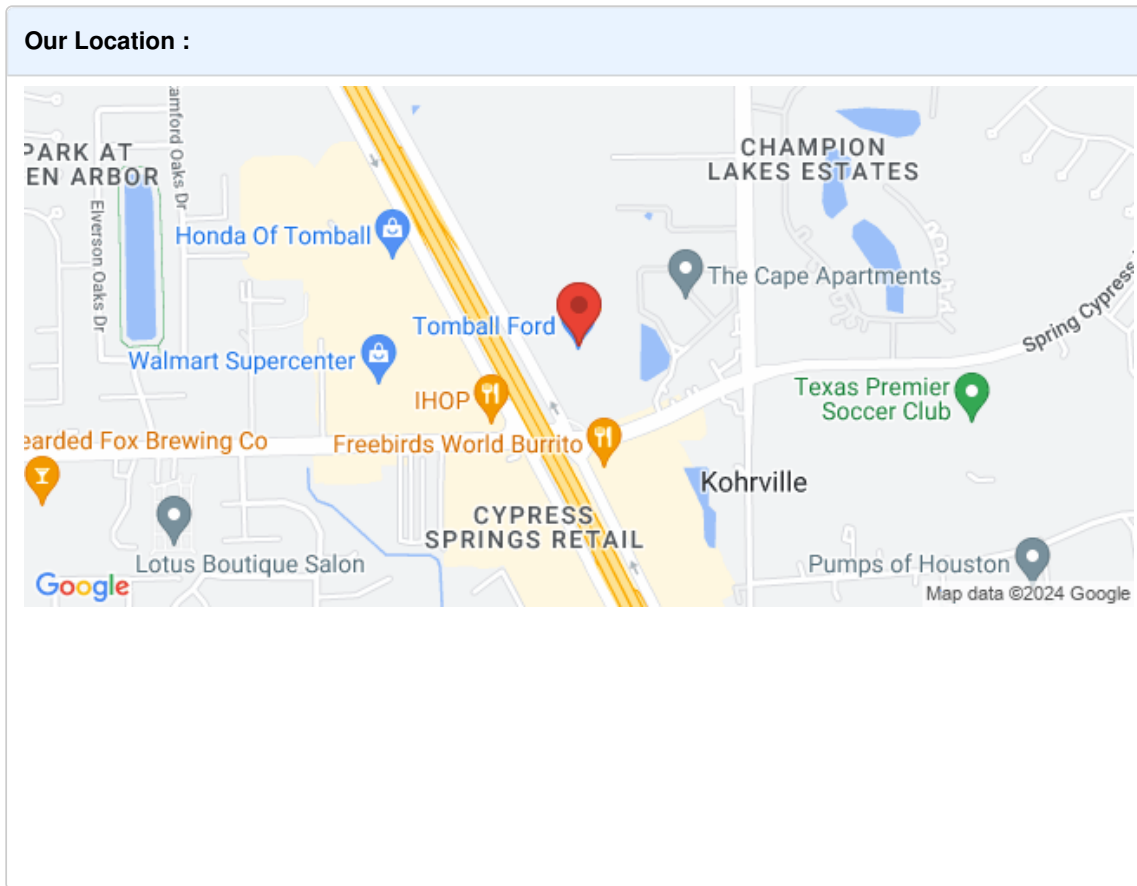 Our Location :
PARK AT
EN ARBOR
amford Oaks Dr
Elverson Oaks Dr
CHAMPION
LAKES ESTATES
Honda Of Tomball
The Cape Apartments
Tomball Ford
Spring Cypress
Walmart Supercenter
IHOP
Texas Premier
Soccer Club
earded Fox Brewing Co
Freebirds World Burrito
Kohrville
CYPRESS
SPRINGS RETAIL
Lotus Boutique Salon
Pumps of Houston
Google
Map data ©2024 Google